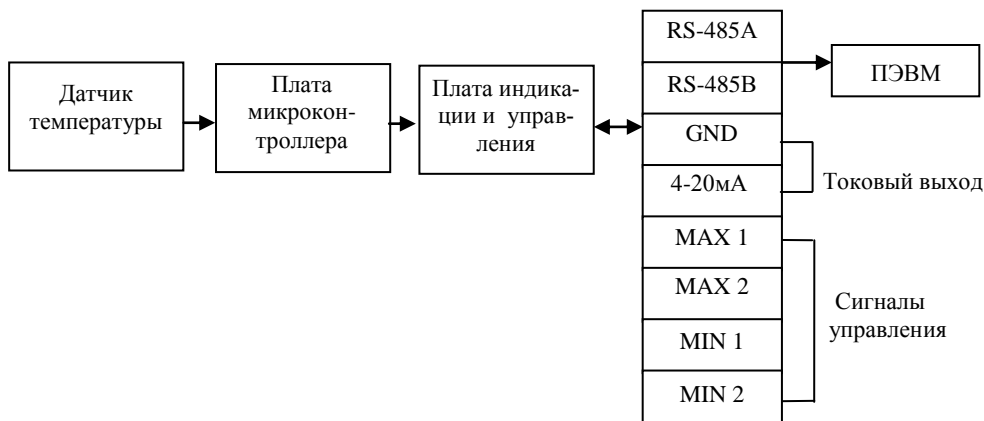 Датчик
температуры
Плата
микрокон-
троллера
Плата индика-
ции и управ-
ления
RS-485A
RS-485B
GND
4-20мА
MAX 1
MAX 2
MIN 1
MIN 2
ПЭВМ
Токовый выход
Сигналы
управления